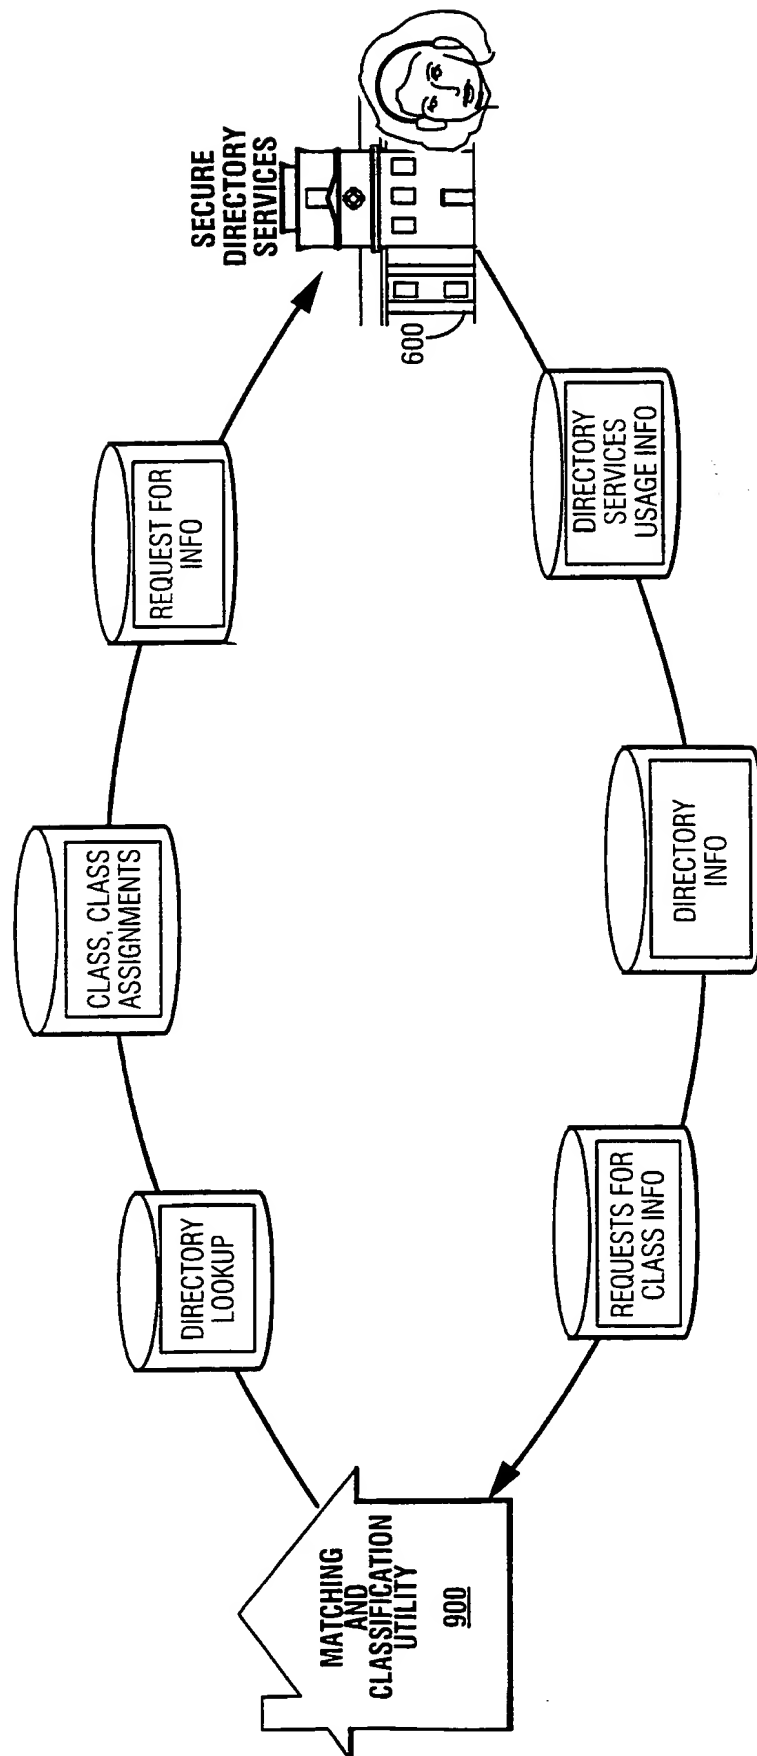 SECURE
DIRECTORY
SERVICES
600
REQUEST FOR
INFO
CLASS, CLASS
ASSIGNMENTS
DIRECTORY
LOOKUP
MATCHING
AND
CLASSIFICATION
UTILITY
900
REQUESTS FOR
CLASS INFO
DIRECTORY
INFO
DIRECTORY
SERVICES
USAGE INFO